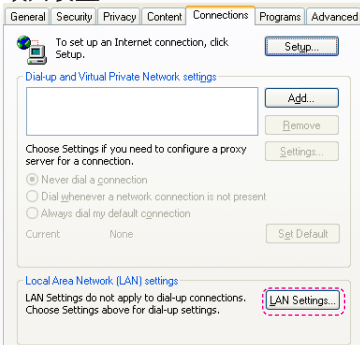 General Security Privacy Content Connections Programs Advanced
To set up an Internet connection, click
Setup.
Setup...
Dial-up and Virtual Private Network settings
Add...
Remove
Choose Settings if you need to configure a proxy
server for a connection.
Settings...
Never dial a connection
Dial whenever a network connection is not present
Always dial my default connection
Current None
Set Default
Local Area Network (LAN) settings
LAN Settings do not apply to dial-up connections.
Choose Settings above for dial-up settings.
LAN Settings...